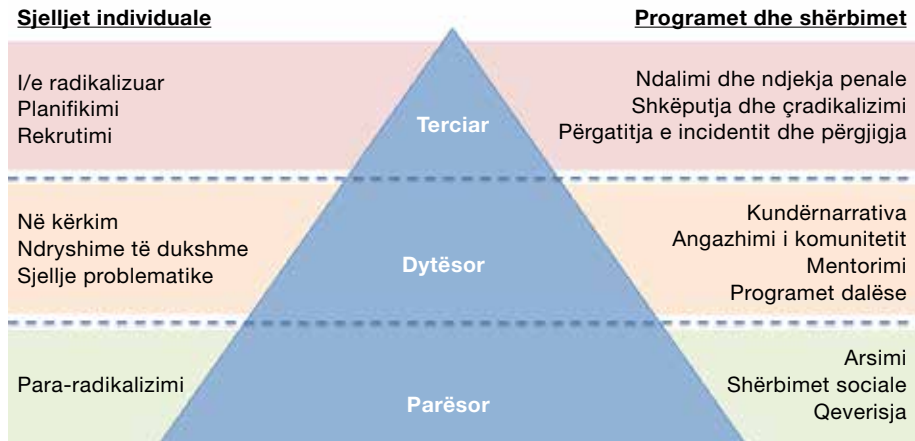 Sjelljet individuale
Programet dhe shërbimet
I/e radikalizuar
Planifikimi
Rekrutimi
Terciar
Ndalimi dhe ndjekja penale
Shkëputja dhe çradikalizimi
Përgatitja e incidentit dhe përgjigja
Në kërkim
Ndryshime të dukshme
Sjellje problematike
Dytësor
Kundërnarrativa
Angazhimi i komunitetit
Mentorimi
Programet dalëse
Para-radikalizimi
Parësor
Arsimi
Shërbimet sociale
Qeverisja